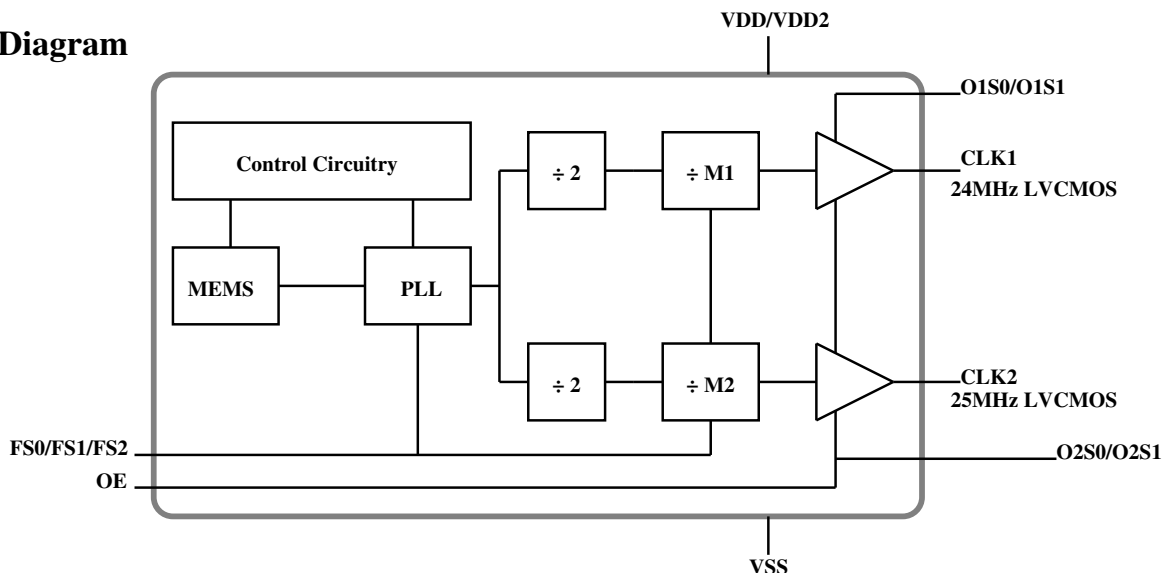 Diagram
VDD/VDD2
O1S0/O1S1
Control Circuitry
÷ 2
÷ M1
CLK1
24MHz LVCMOS
MEMS
PLL
÷ 2
÷ M2
CLK2
25MHz LVCMOS
FS0/FS1/FS2
O2S0/O2S1
OE
VSS